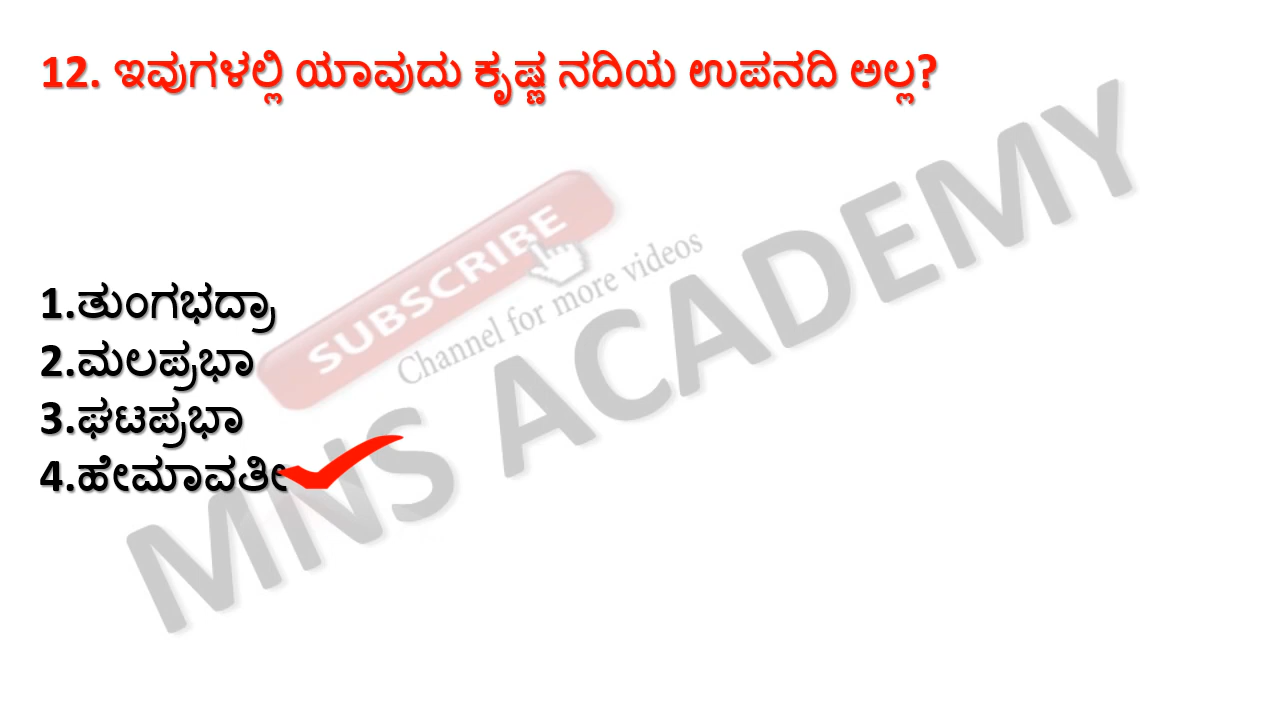 12. ಇವುಗಳಲ್ಲಿ ಯಾವುದು ಕೃಷ್ಣ ನದಿಯ ಉಪನದಿ ಅಲ್ಲ?
SUBSCRIBE
Channel for more videos
MNS ACADEMY
1.ತುಂಗಭದ್ರಾ
2.ಮಲಪ್ರಭಾ
3.ಘಟಪ್ರಭಾ
4.ಹೇಮಾವತೀ